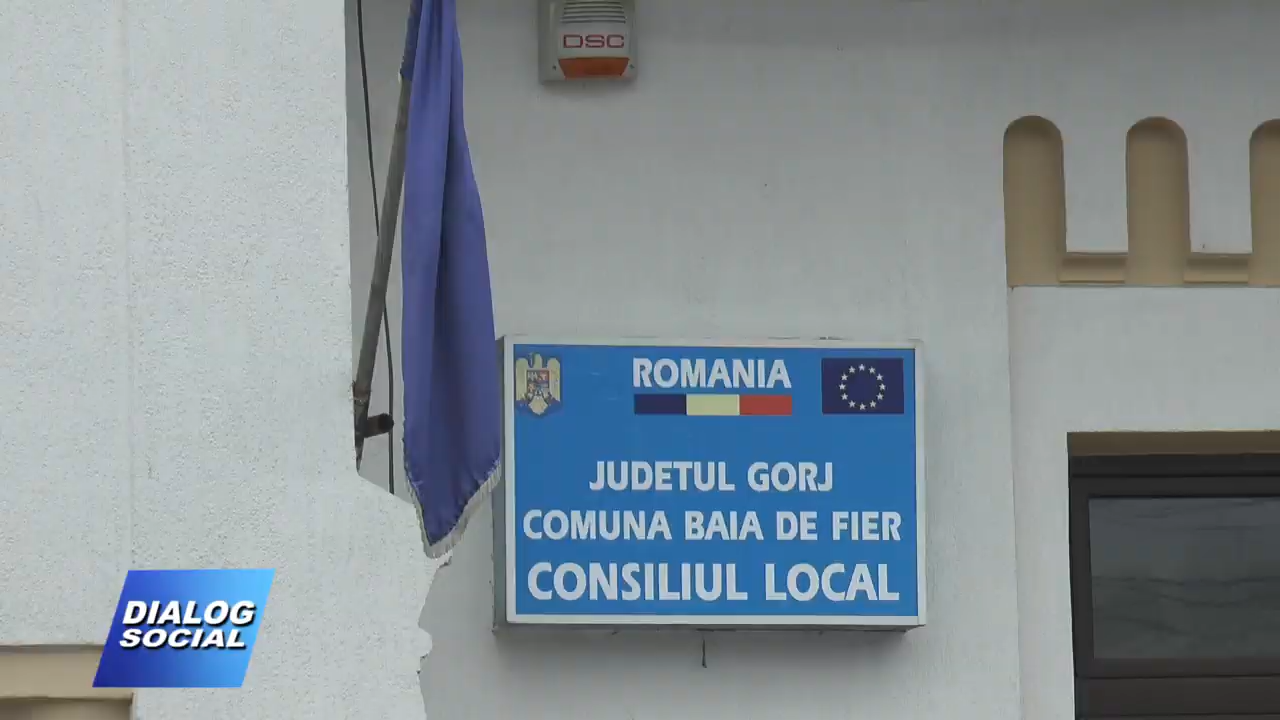 DSC
ROMANIA
JUDETUL GORJ
COMUNA BAIA DE FIER
CONSILIUL LOCAL
DIALOG
SOCIAL